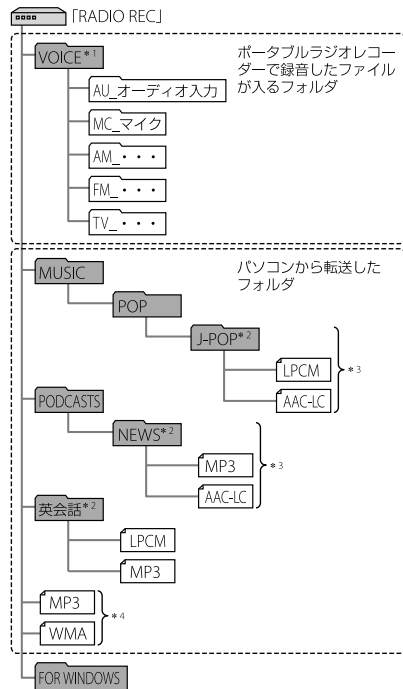 「RADIO REC」
VOICE*1
ポータブルラジオレコー
ダーで録音したファイル
が入るフォルダ
AU_オーディオ入力
MC_マイク
AM_・・・
FM_・・・
TV_・・・
MUSIC
パソコンから転送した
フォルダ
POP
J-POP*2
LPCM
*3
AAC-LC
PODCASTS
NEWS*2
MP3
*3
AAC-LC
英会話*2
LPCM
MP3
MP3
*4
WMA
FOR WINDOWS